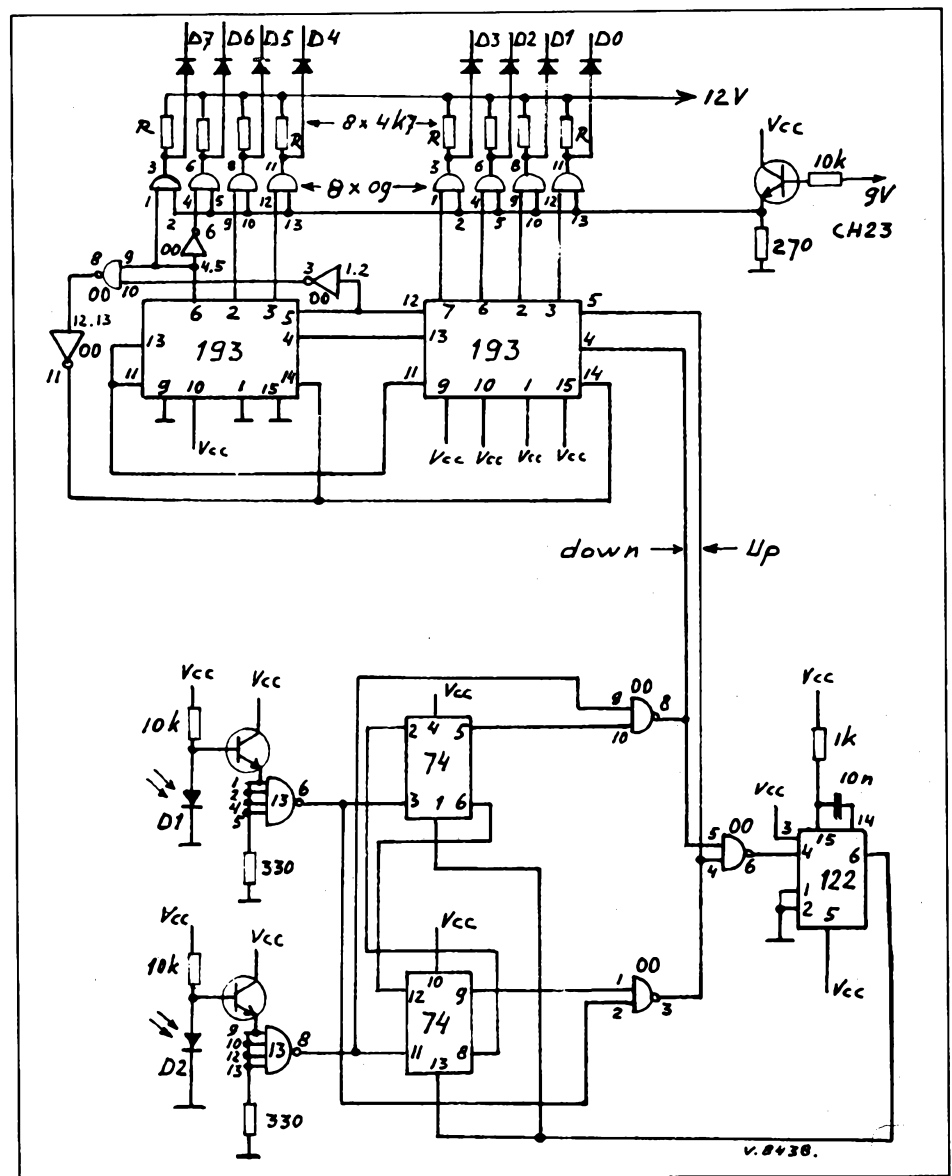 D7 D6 D5 D4 D3 D2 D1 D0
12V
R 8 x 4k7 R R
Vcc
10k
9V
CH23
270
3 6 8 11 3 6 8 11
8 x 09
1 2 4 5 9 10 12 13 1 2 4 5 9 10 12 13
6
00
8 9 4.5 3 1.2
00 10 00
12.13
00
11
6 2 3 5 12 7 6 2 3 5
13 193 4 13 193 4
11 9 10 1 15 14 11 9 10 1 15 14
Vcc Vcc Vcc Vcc Vcc
down Up
Vcc Vcc
10k
D1
1
2
4
5
13 6
330
Vcc
2 4 5
74
3 1 6
00
9 8
10
Vcc
1k
10n
Vcc
3 15 14
4 6
122
1
2 5
Vcc
00
5
4 6
Vcc Vcc
10k
D2
9
10
12
13
13 8
330
Vcc
10
12 9
74
11 13 8
00
1
2 3
V.8438.